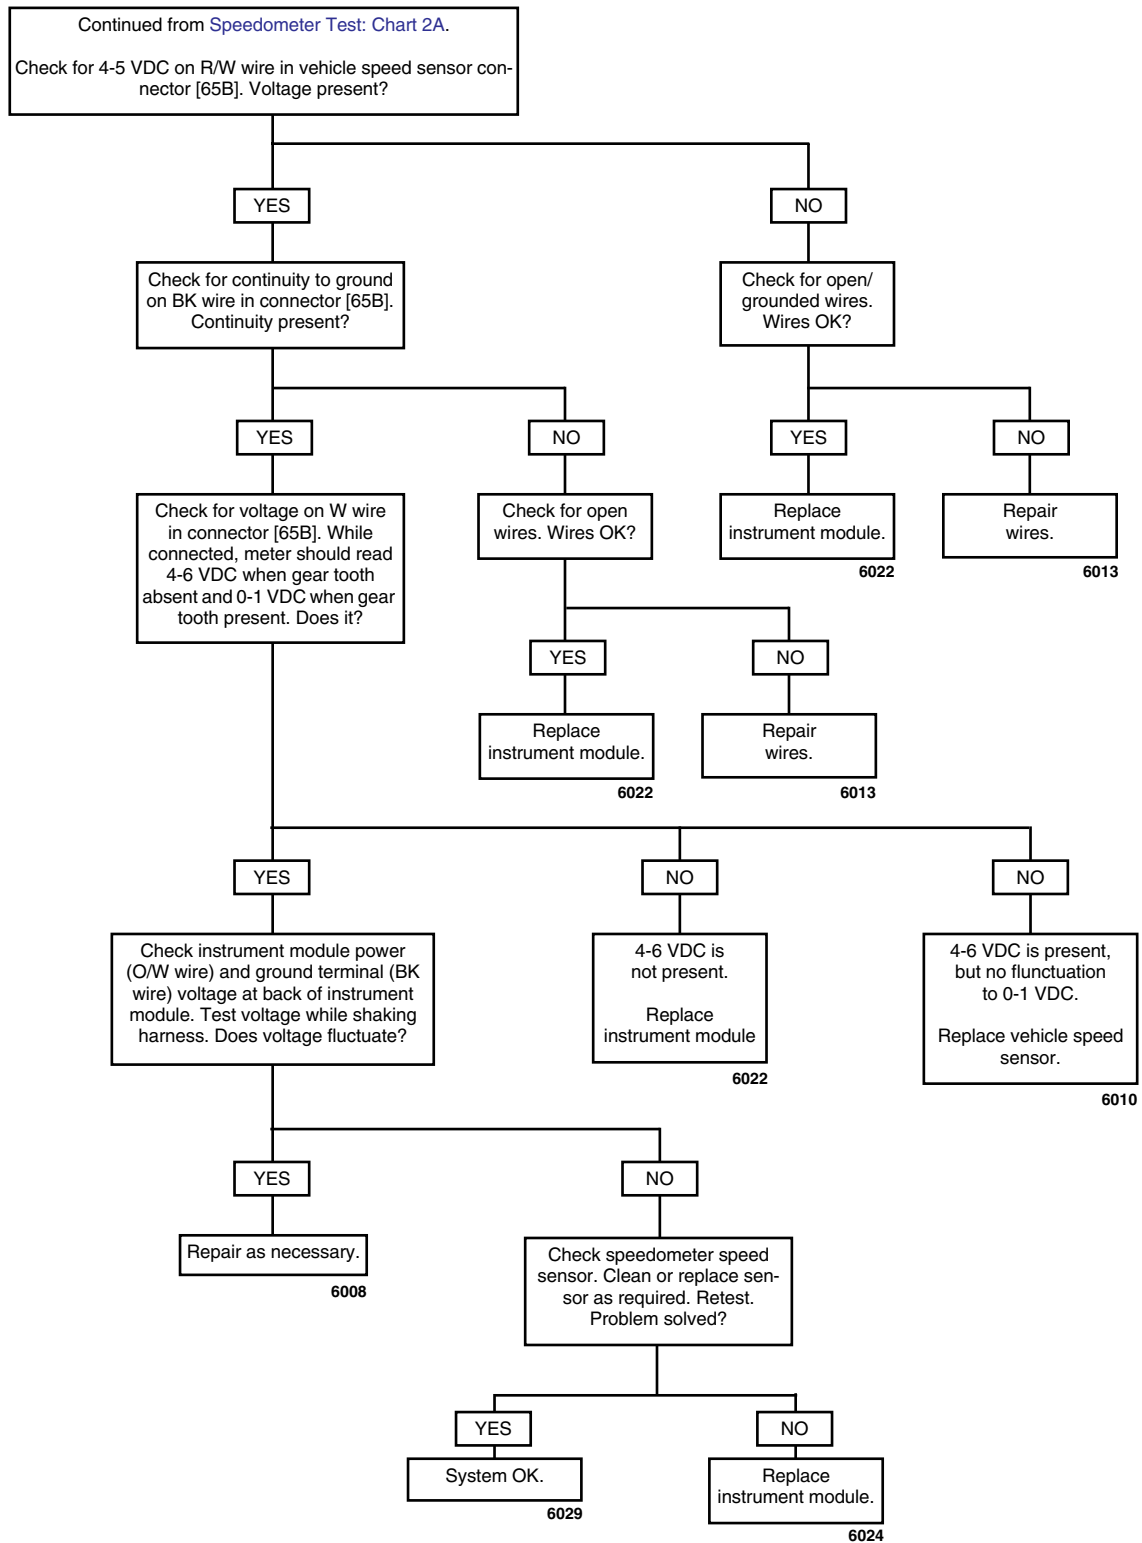 Continued from Speedometer Test: Chart 2A.
Check for 4-5 VDC on R/W wire in vehicle speed sensor con-
nector [65B]. Voltage present?
YES
NO
Check for continuity to ground
on BK wire in connector [65B].
Continuity present?
Check for open/
grounded wires.
Wires OK?
YES
NO
YES
NO
Check for voltage on W wire
in connector [65B]. While
connected, meter should read
4-6 VDC when gear tooth
absent and 0-1 VDC when gear
tooth present. Does it?
Check for open
wires. Wires OK?
Replace
instrument module.
6022
Repair
wires.
6013
YES
NO
Replace
instrument module.
6022
Repair
wires.
6013
YES
NO
NO
Check instrument module power
(O/W wire) and ground terminal (BK
wire) voltage at back of instrument
module. Test voltage while shaking
harness. Does voltage fluctuate?
4-6 VDC is
not present.
Replace
instrument module
6022
4-6 VDC is present,
but no flunctuation
to 0-1 VDC.
Replace vehicle speed
sensor.
6010
YES
NO
Repair as necessary.
6008
Check speedometer speed
sensor. Clean or replace sen-
sor as required. Retest.
Problem solved?
YES
NO
System OK.
6029
Replace
instrument module.
6024